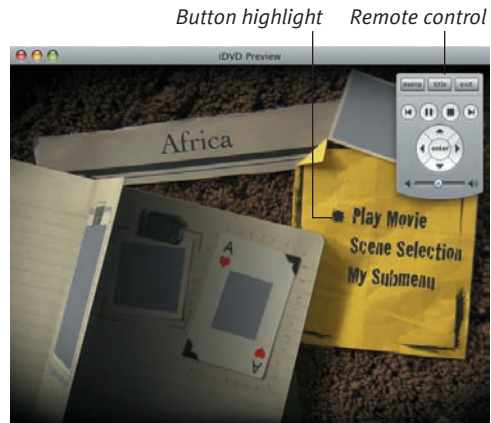 Button highlight Remote control
iDVD Preview
menu title exit
Africa
enter
Play Movie
Scene Selection
My Submenu
A
A